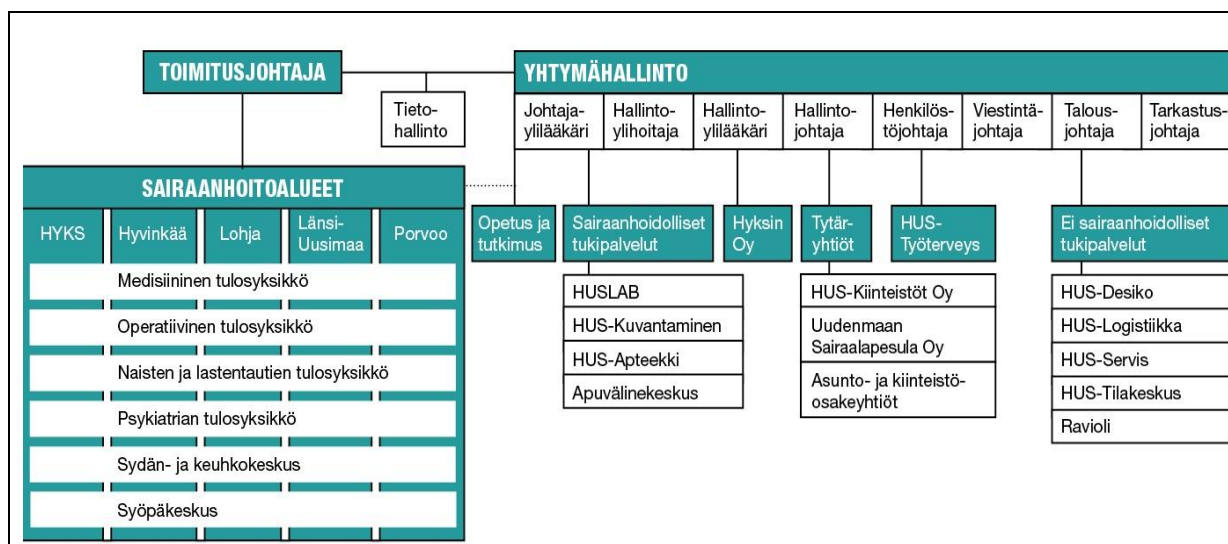 TOIMITUSJOHTAJA
YHTYMÄHALLINTO
Tieto-
hallinto
Johtaja-
ylilääkäri
Hallinto-
ylihoitaja
Hallinto-
ylilääkäri
Hallinto-
johtaja
Henkilös-
töjohtaja
Viestintä-
johtaja
Talous-
johtaja
Tarkastus-
johtaja
SAIRAANHOITOALUEET
HYKS
Hyvinkää
Lohja
Länsi-
Uusimaa
Porvoo
Medisiininen tulosyksikkö
Operatiivinen tulosyksikkö
Naisten ja lastentautien tulosyksikkö
Psykiatrian tulosyksikkö
Sydän- ja keuhkokeskus
Syöpäkeskus
Opetus ja
tutkimus
Sairaanhoidolliset
tukipalvelut
HUSLAB
HUS-Kuvantaminen
HUS-Apteekki
Apuvälinekeskus
Hyksin
Oy
Tytär-
yhtiöt
HUS-Kiinteistöt Oy
Uudenmaan
Sairaalapesula Oy
Asunto- ja kiinteistö-
osakeyhtiöt
HUS-
Työterveys
Ei sairaanhoidolliset
tukipalvelut
HUS-Desiko
HUS-Logistiikka
HUS-Servis
HUS-Tilakeskus
Ravioli